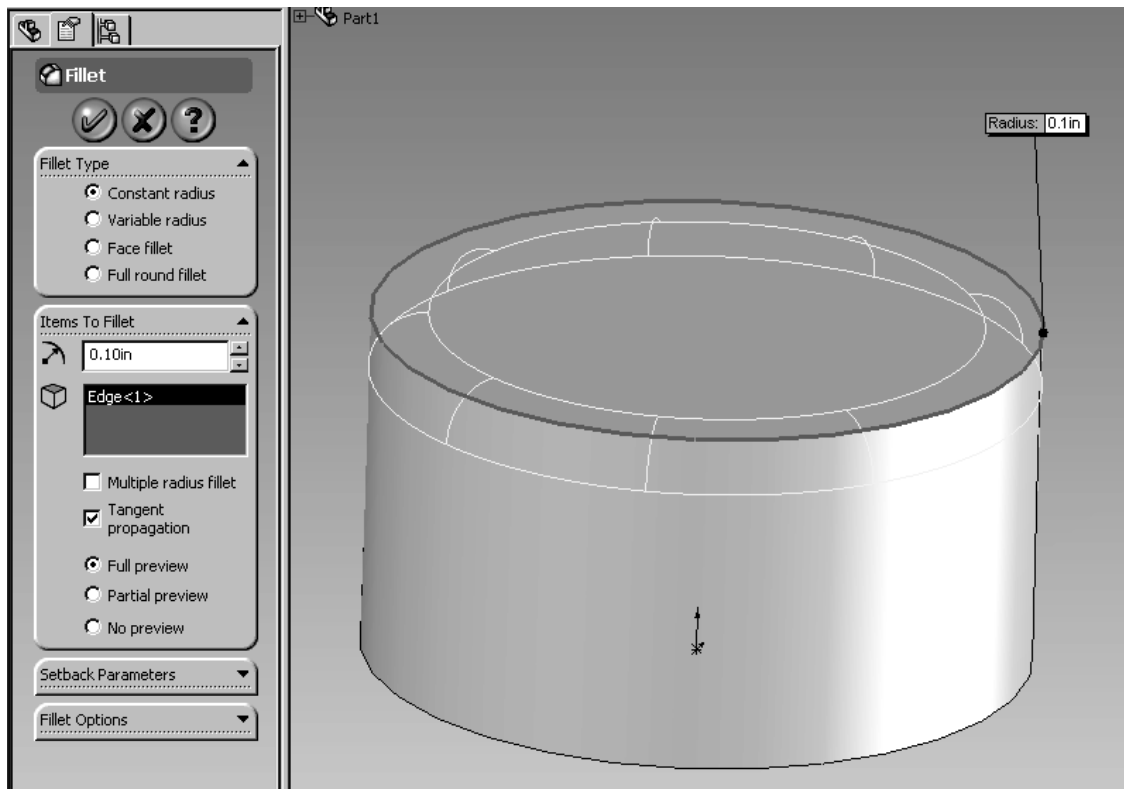 Part1
Fillet
?
Fillet Type
Constant radius
Variable radius
Face fillet
Full round fillet
Items To Fillet
0.10in
Edge<1>
Multiple radius fillet
Tangent
propagation
Full preview
Partial preview
No preview
Setback Parameters
Fillet Options
Radius: 0.1in